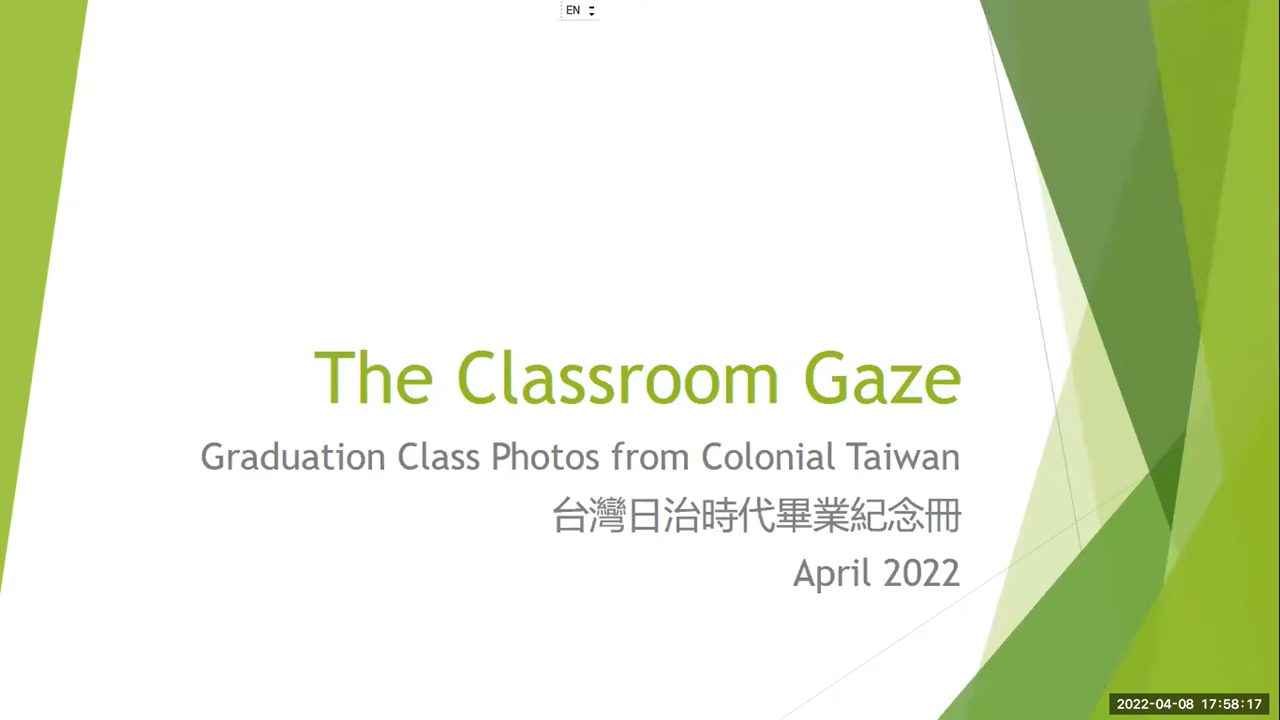 EN
The Classroom Gaze
Graduation Class Photos from Colonial Taiwan
台灣日治時代畢業紀念冊
April 2022
2022-04-08 17:58:17